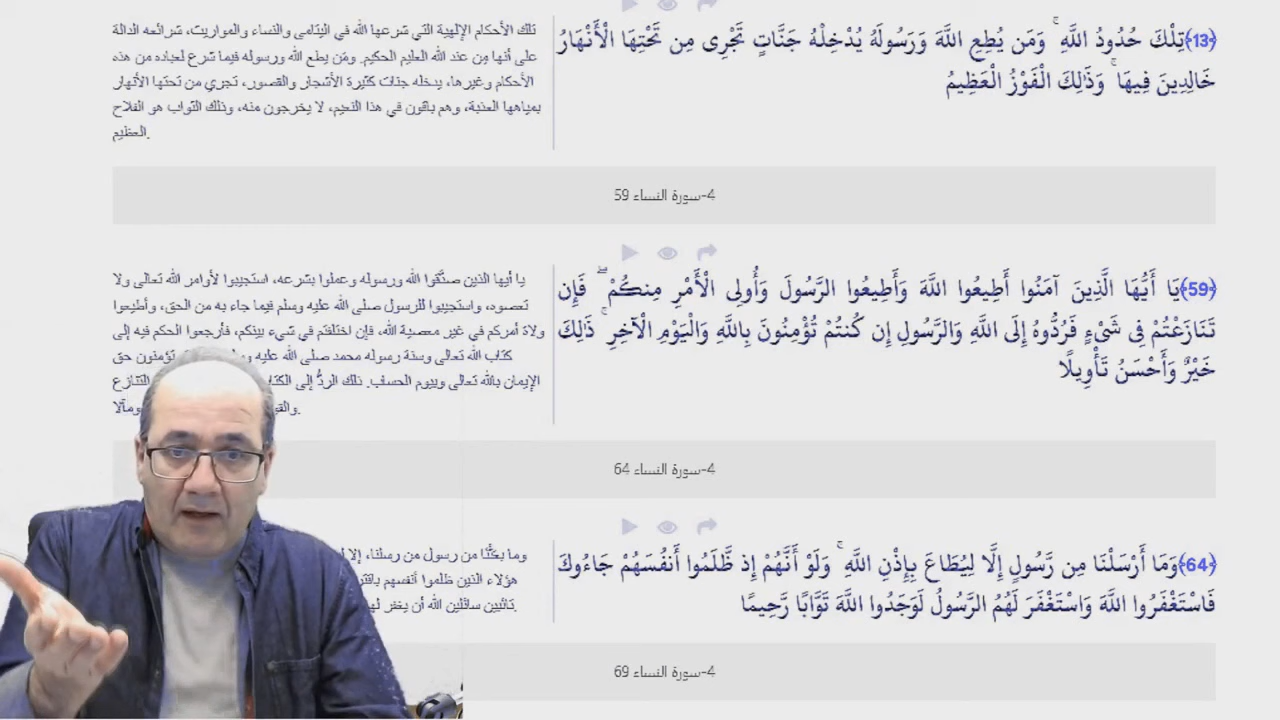 ﴿13﴾تِلْكَ حُدُودُ اللَّهِ ۚ وَمَن يُطِعِ اللَّهَ وَرَسُولَهُ يُدْخِلْهُ جَنَّاتٍ تَجْرِي مِن تَحْتِهَا الْأَنْهَارُ
خَالِدِينَ فِيهَا ۚ وَذَٰلِكَ الْفَوْزُ الْعَظِيمُ
تلك الأحكام الإلهية التي شرعها الله في اليتامى والنساء والمواريث، شرائعه الدالة
على أنها مِن عند الله العليم الحكيم. ومَن يطع الله ورسوله فيما شرع لعباده من هذه
الأحكام وغيرها، يدخله جنات كثيرة الأشجار والقصور، تجري من تحتها الأنهار
بمياهها العذبة، وهم باقون في هذا النعيم، لا يخرجون منه، وذلك الثواب هو الفلاح
العظيم.
4-سورة النساء 59
﴿59﴾يَا أَيُّهَا الَّذِينَ آمَنُوا أَطِيعُوا اللَّهَ وَأَطِيعُوا الرَّسُولَ وَأُولِي الْأَمْرِ مِنكُمْ ۖ فَإِن
تَنَازَعْتُمْ فِي شَيْءٍ فَرُدُّوهُ إِلَى اللَّهِ وَالرَّسُولِ إِن كُنتُمْ تُؤْمِنُونَ بِاللَّهِ وَالْيَوْمِ الْآخِرِ ۚ ذَٰلِكَ
خَيْرٌ وَأَحْسَنُ تَأْوِيلًا
يا أيها الذين صدَّقوا الله ورسوله وعملوا بشرعه، استجيبوا لأوامر الله تعالى ولا
تعصوه، واستجيبوا للرسول صلى الله عليه وسلم فيما جاء به من الحق، وأطيعوا
ولاة أمركم في غير معصية الله، فإن اختلفتم في شيء بينكم، فأرجعوا الحكم فيه إلى
كتاب الله تعالى وسنة رسوله محمد صلى الله عليه تؤمنون حق
الإيمان بالله تعالى وبيوم الحساب. ذلك الردُّ إلى التنازع
ومآلا
4-سورة النساء 64
﴿64﴾وَمَا أَرْسَلْنَا مِن رَّسُولٍ إِلَّا لِيُطَاعَ بِإِذْنِ اللَّهِ ۚ وَلَوْ أَنَّهُمْ إِذ ظَّلَمُوا أَنفُسَهُمْ جَاءُوكَ
فَاسْتَغْفَرُوا اللَّهَ وَاسْتَغْفَرَ لَهُمُ الرَّسُولُ لَوَجَدُوا اللَّهَ تَوَّابًا رَّحِيمًا
وما بعَثْنَا من رسول من رسلنا، إلا
هؤلاء الذين ظلموا أنفسهم
تائبين سائلين الله أن يغفر
4-سورة النساء 69